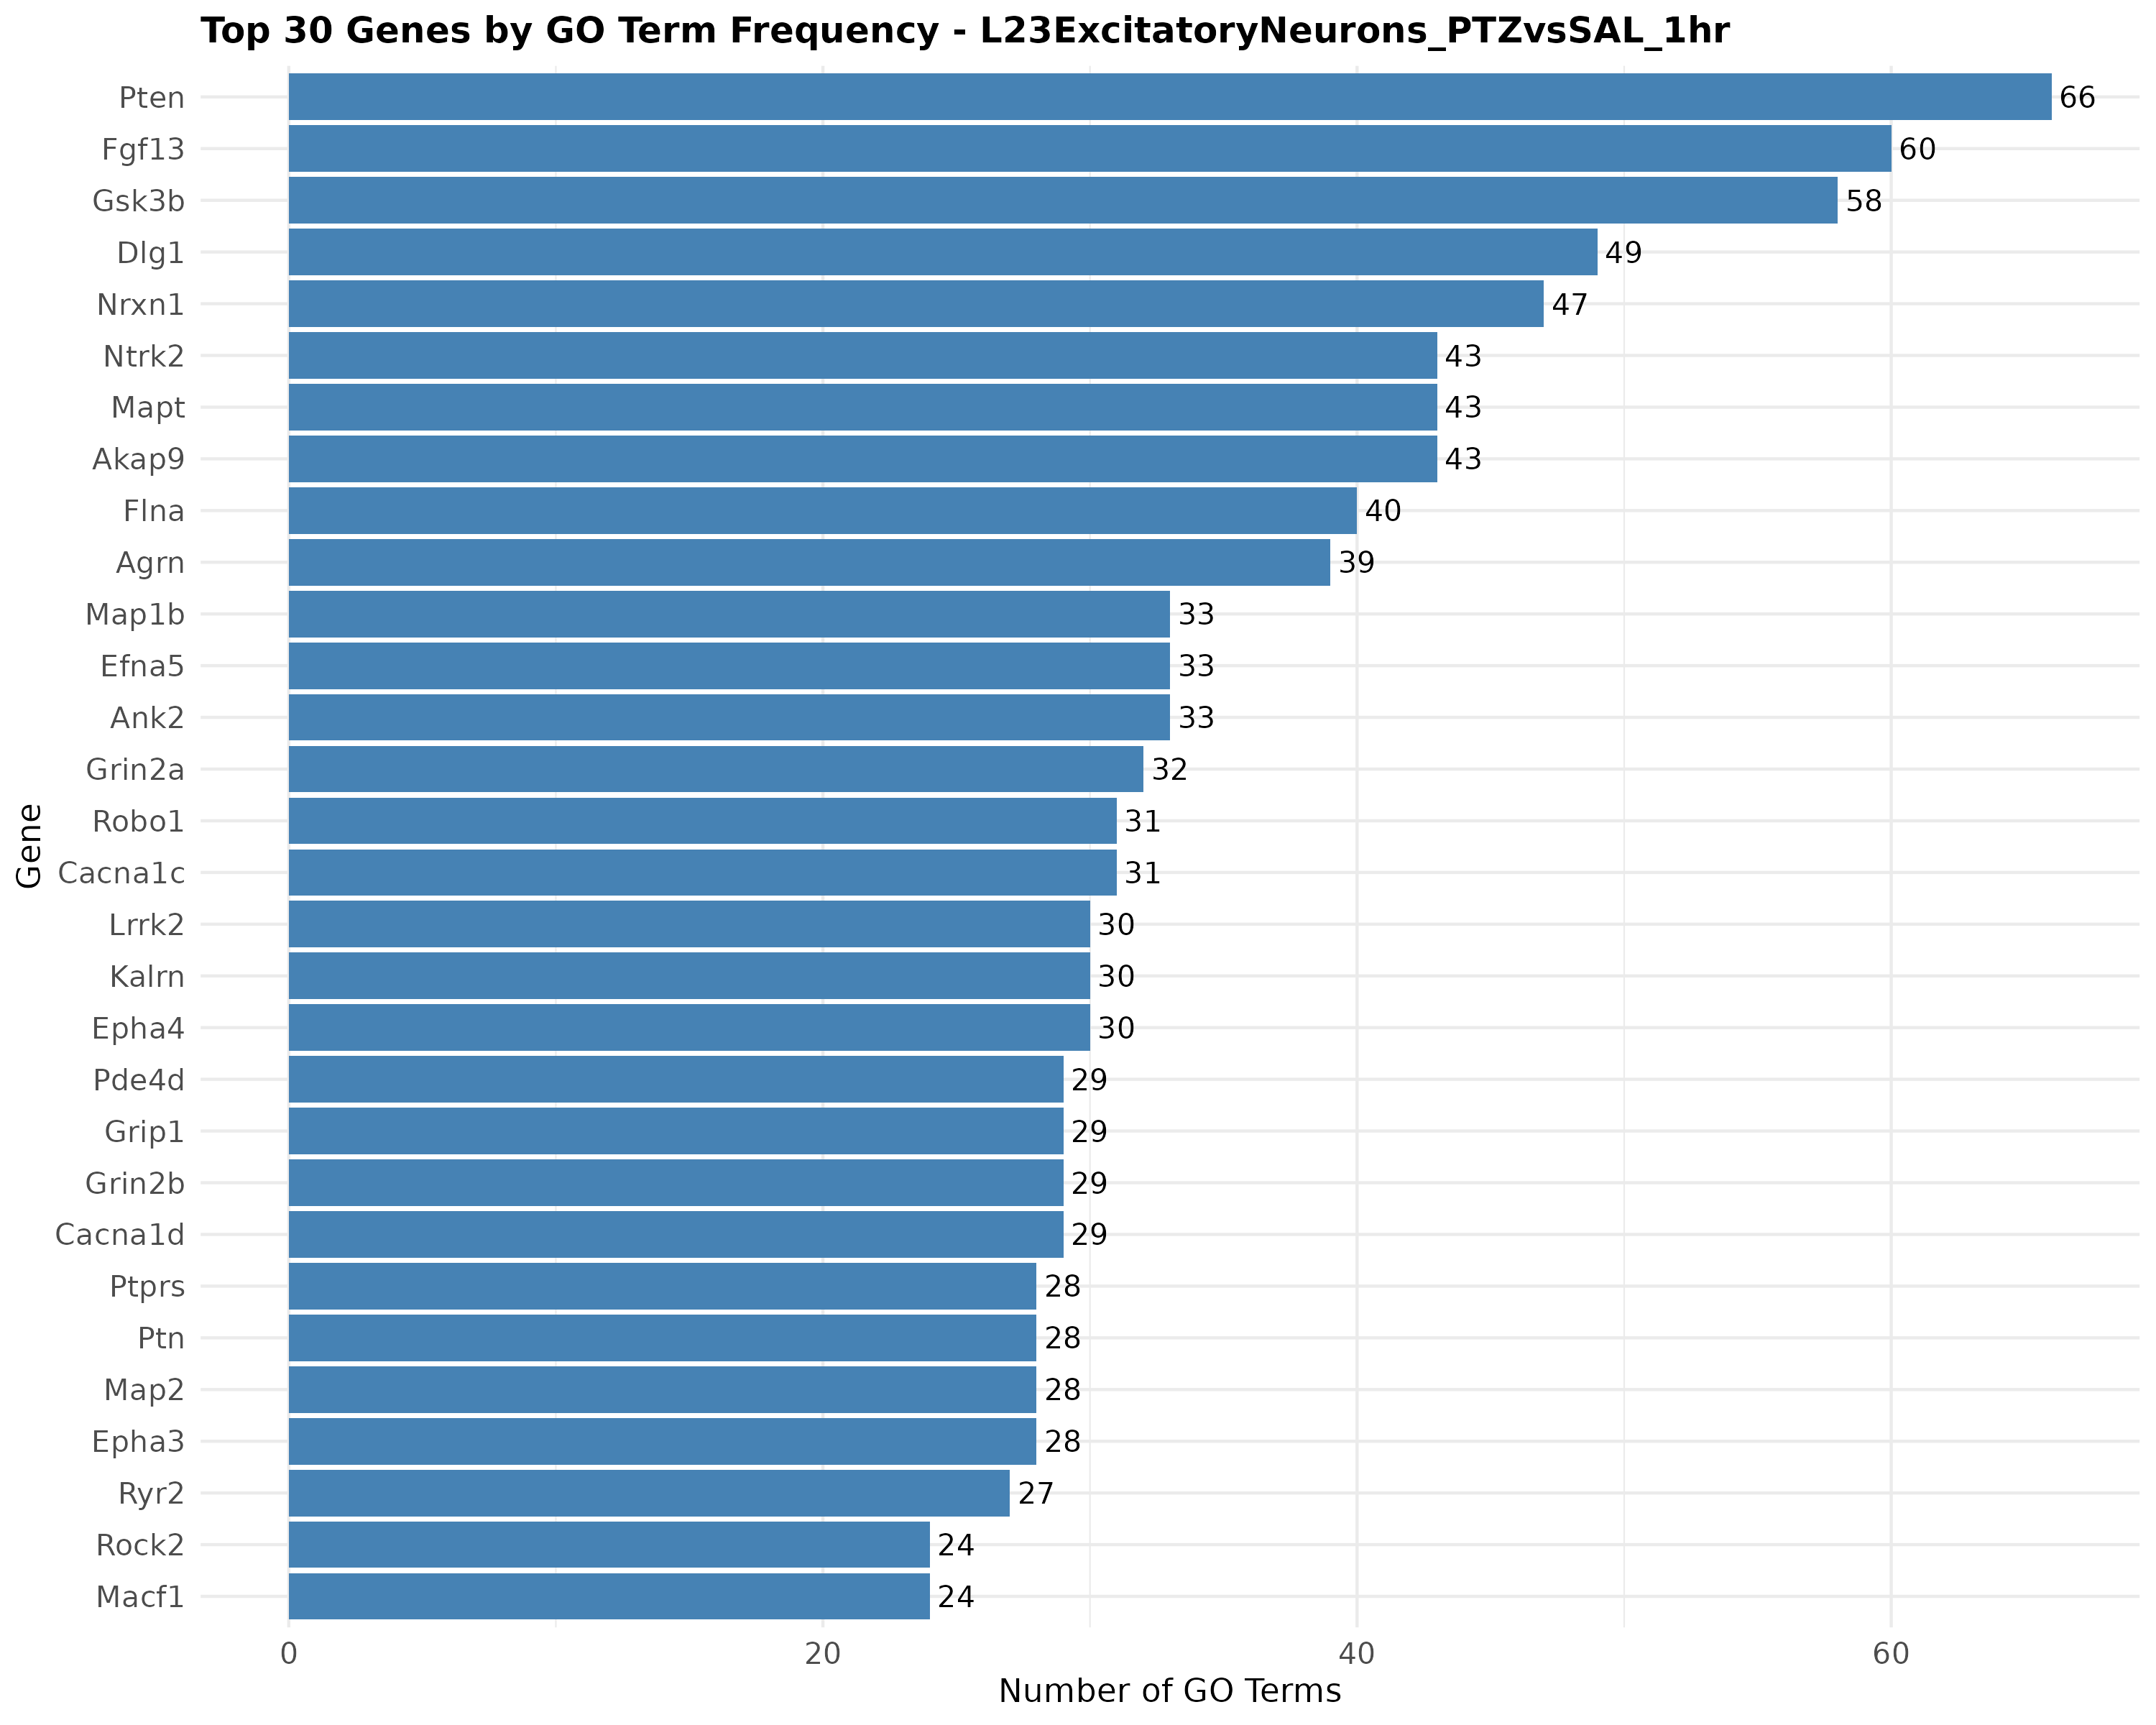 Top 30 Genes by GO Term Frequency - L23ExcitatoryNeurons_PTZvsSAL_1hr
Gene
Pten 66
Fgf13 60
Gsk3b 58
Dlg1 49
Nrxn1 47
Ntrk2 43
Mapt 43
Akap9 43
Flna 40
Agrn 39
Map1b 33
Efna5 33
Ank2 33
Grin2a 32
Robo1 31
Cacna1c 31
Lrrk2 30
Kalrn 30
Epha4 30
Pde4d 29
Grip1 29
Grin2b 29
Cacna1d 29
Ptprs 28
Ptn 28
Map2 28
Epha3 28
Ryr2 27
Rock2 24
Macf1 24
0 20 40 60
Number of GO Terms